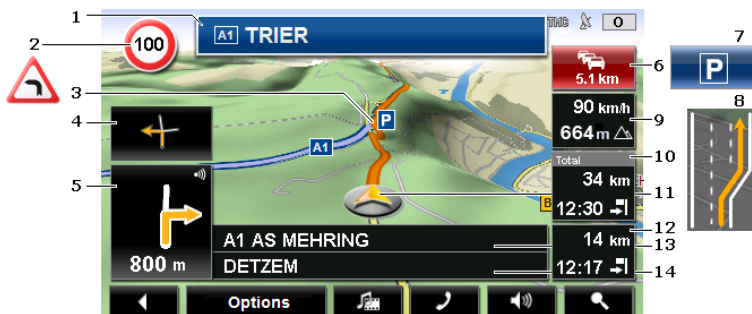 1
A1 TRIER
TMC 0
7
2
100
6
5.1 km
P
3
P
8
4
90 km/h
9
664 m
A1
5
Total
10
34 km
11
B
12:30
12
A1 AS MEHRING
14 km
13
800 m
DETZEM
12:17
14
Options